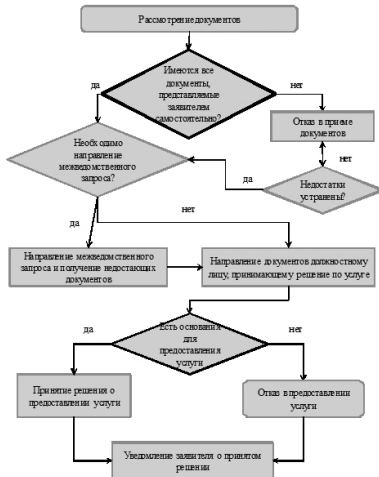 Рассмотрение документов
Имеются все
документы,
представляемые
заявителем
самостоятельно?
да
нет
Отказ в приеме
документов
Необходимо
направление
межведомственного
запроса?
нет
да
Недостатки
устранены?
да
нет
Направление межведомственного
запроса и получение недостающих
документов
Направление документов должностному
лицу, принимающему решение по услуге
да
Есть основания
для
предоставления
услуги
нет
Принятие решения о
предоставлении услуги
Отказ в предоставлении
услуги
Уведомление заявителя о принятом
решении